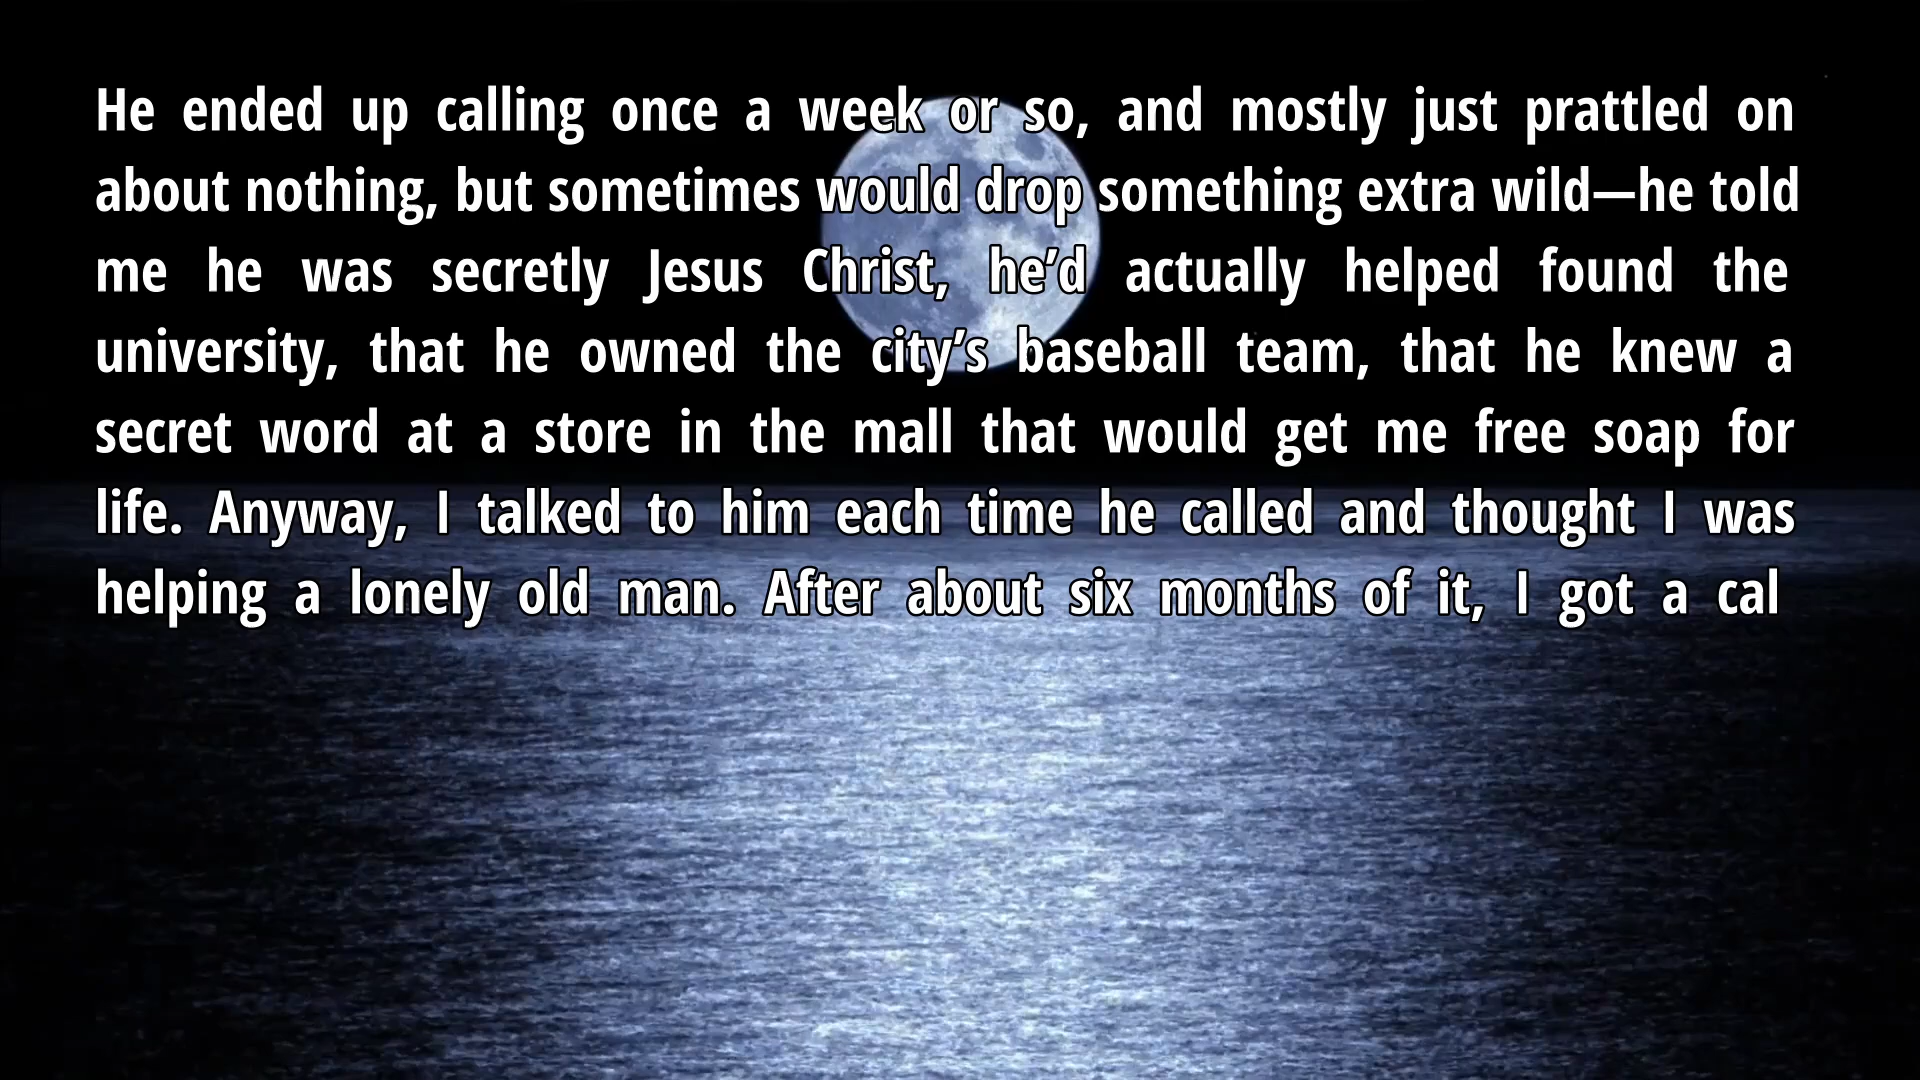 He ended up calling once a week or so, and mostly just prattled on
about nothing, but sometimes would drop something extra wild—he told
me he was secretly Jesus Christ, he’d actually helped found the
university, that he owned the city’s baseball team, that he knew a
secret word at a store in the mall that would get me free soap for
life. Anyway, I talked to him each time he called and thought I was
helping a lonely old man. After about six months of it, I got a cal